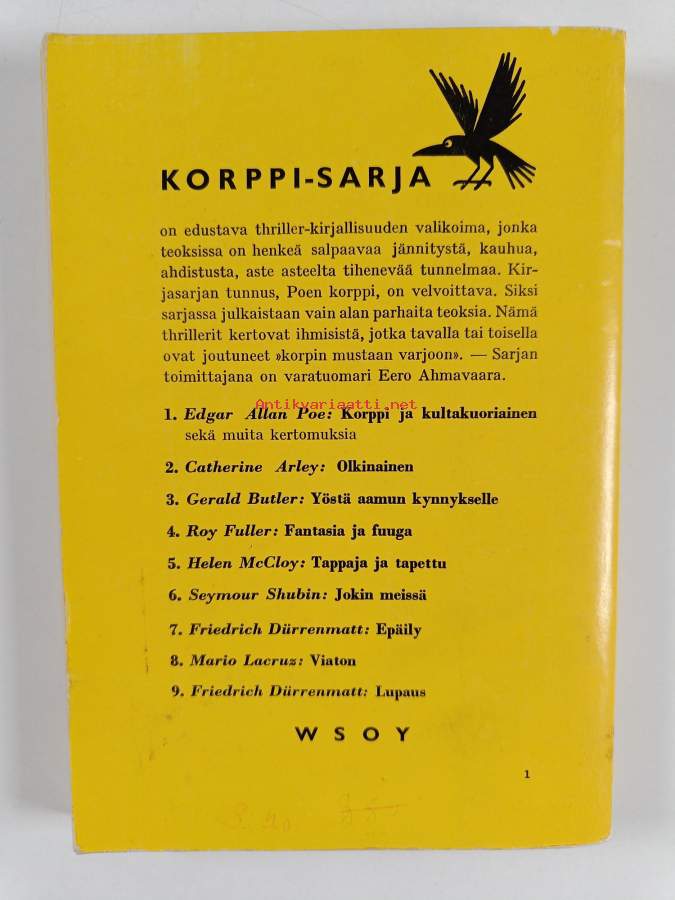 KORPPI-SARJA
on edustava thriller-kirjallisuuden valikoima, jonka
teoksissa on henkeä salpaavaa jännitystä, kauhua,
ahdistusta, aste asteelta tihenevää tunnelmaa. Kir-
jasarjan tunnus, Poen korppi, on velvoittava. Siksi
sarjassa julkaistaan vain alan parhaita teoksia. Nämä
thrillerit kertovat ihmisistä, jotka tavalla tai toisella
ovat joutuneet »korpin mustaan varjoon». — Sarjan
toimittajana on varatuomari Eero Ahmavaara.
Antikvariaatti.net
1. Edgar Allan Poe: Korppi ja kultakuoriainen
sekä muita kertomuksia
2. Catherine Arley: Olkinainen
3. Gerald Butler: Yöstä aamun kynnykselle
4. Roy Fuller: Fantasia ja fuuga
5. Helen McCloy: Tappaja ja tapettu
6. Seymour Shubin: Jokin meissä
7. Friedrich Dürrenmatt: Epäily
8. Mario Lacruz: Viaton
9. Friedrich Dürrenmatt: Lupaus
WSOY
1